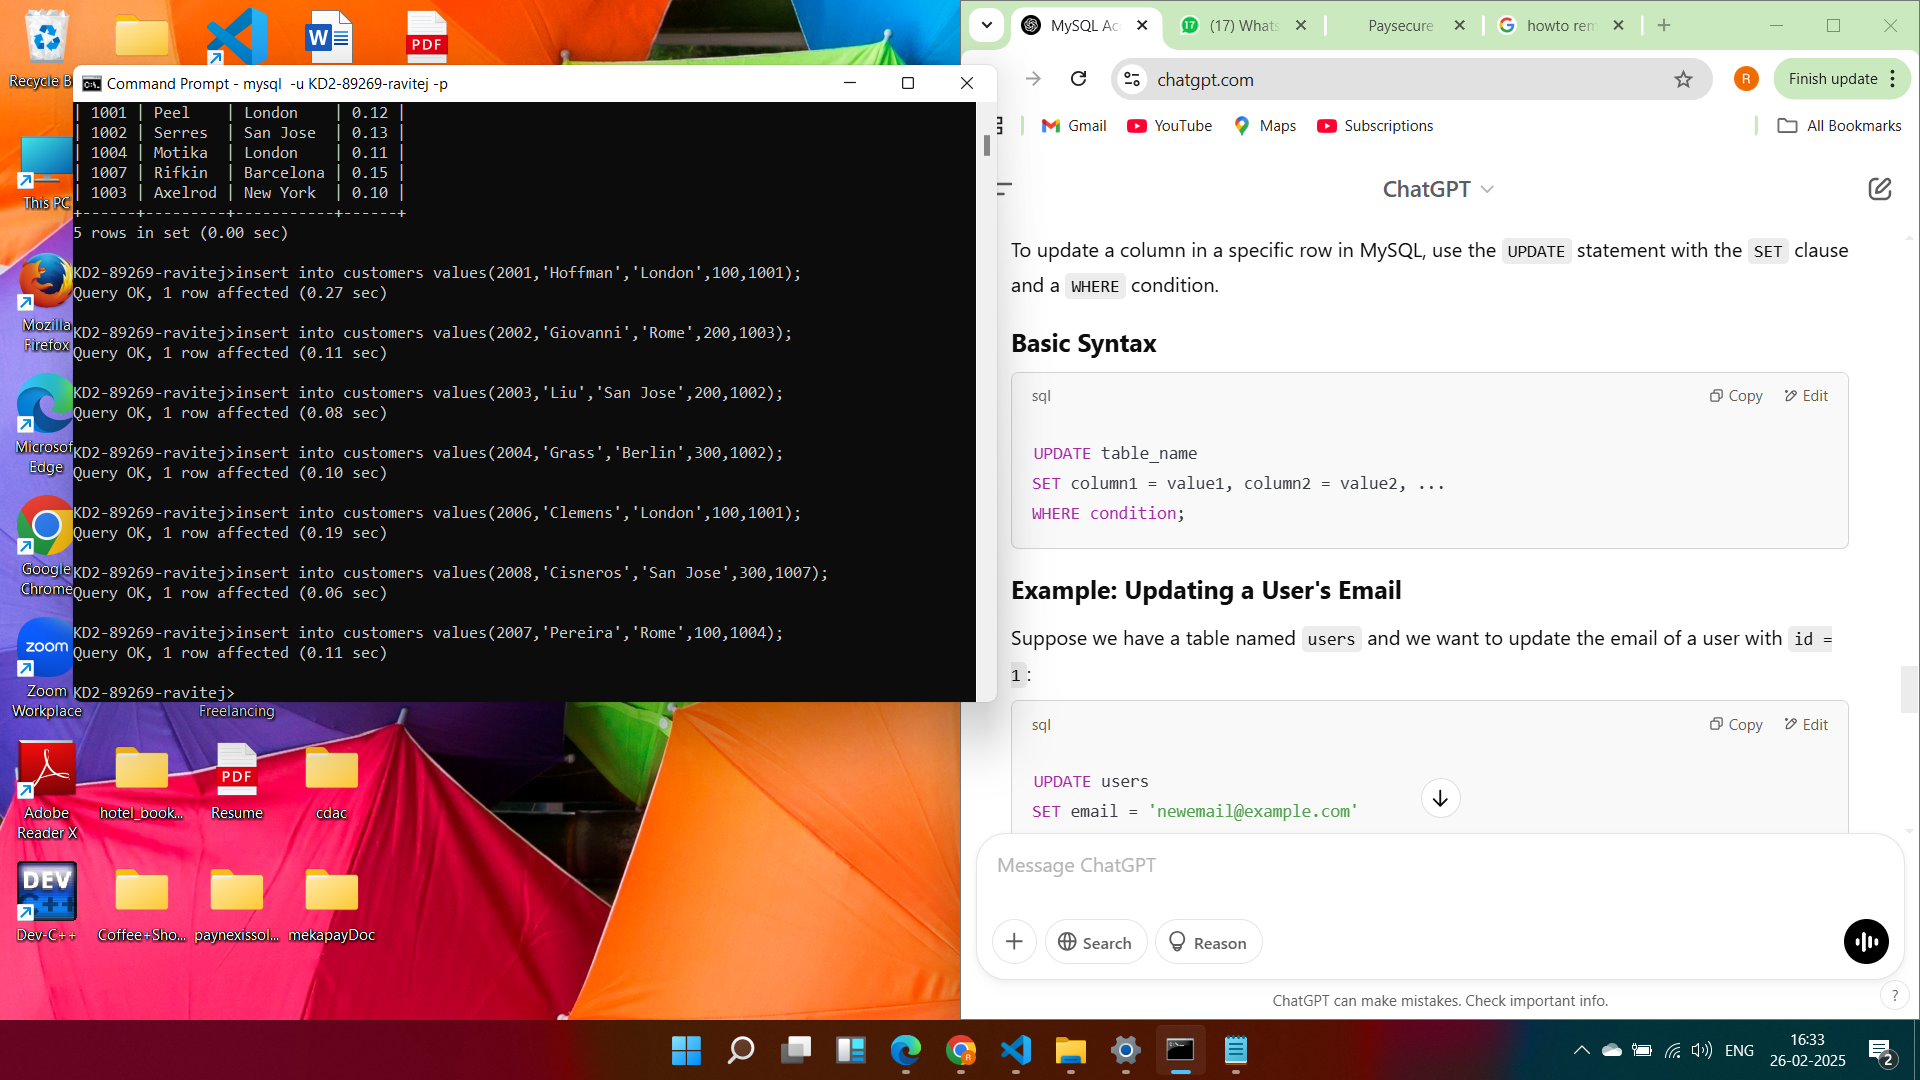 Recycle B
This PC
Mozilla
Firefox
Microsof
Edge
Google
Chrome
zoom
Zoom
Workplace
Freelancing
Adobe
Reader X
hotel_book...
PDF
Resume
cdac
DEV
C++
Dev-C++
Coffee+Sho...
paynexissol...
mekapayDoc
W
PDF
Command Prompt - mysql  -u KD2-89269-ravitej -p
| 1001 | Peel    | London    | 0.12 |
| 1002 | Serres  | San Jose  | 0.13 |
| 1004 | Motika  | London    | 0.11 |
| 1007 | Rifkin  | Barcelona | 0.15 |
| 1003 | Axelrod | New York  | 0.10 |
+------+---------+-----------+------+
5 rows in set (0.00 sec)
KD2-89269-ravitej>insert into customers values(2001,'Hoffman','London',100,1001);
Query OK, 1 row affected (0.27 sec)
KD2-89269-ravitej>insert into customers values(2002,'Giovanni','Rome',200,1003);
Query OK, 1 row affected (0.11 sec)
KD2-89269-ravitej>insert into customers values(2003,'Liu','San Jose',200,1002);
Query OK, 1 row affected (0.08 sec)
KD2-89269-ravitej>insert into customers values(2004,'Grass','Berlin',300,1002);
Query OK, 1 row affected (0.10 sec)
KD2-89269-ravitej>insert into customers values(2006,'Clemens','London',100,1001);
Query OK, 1 row affected (0.19 sec)
KD2-89269-ravitej>insert into customers values(2008,'Cisneros','San Jose',300,1007);
Query OK, 1 row affected (0.06 sec)
KD2-89269-ravitej>insert into customers values(2007,'Pereira','Rome',100,1004);
Query OK, 1 row affected (0.11 sec)
KD2-89269-ravitej>
MySQL Ac
17
(17) Whats
Paysecure
howto rem
chatgpt.com
R
Finish update
Gmail
YouTube
Maps
Subscriptions
All Bookmarks
ChatGPT
To update a column in a specific row in MySQL, use the UPDATE statement with the SET clause
and a WHERE condition.
Basic Syntax
sql
Copy
Edit
UPDATE table_name
SET column1 = value1, column2 = value2, ...
WHERE condition;
Example: Updating a User's Email
Suppose we have a table named users and we want to update the email of a user with id =
1 :
sql
Copy
Edit
UPDATE users
SET email = 'newemail@example.com'
Message ChatGPT
Search
Reason
ChatGPT can make mistakes. Check important info.
?
R
ENG
16:33
26-02-2025
2